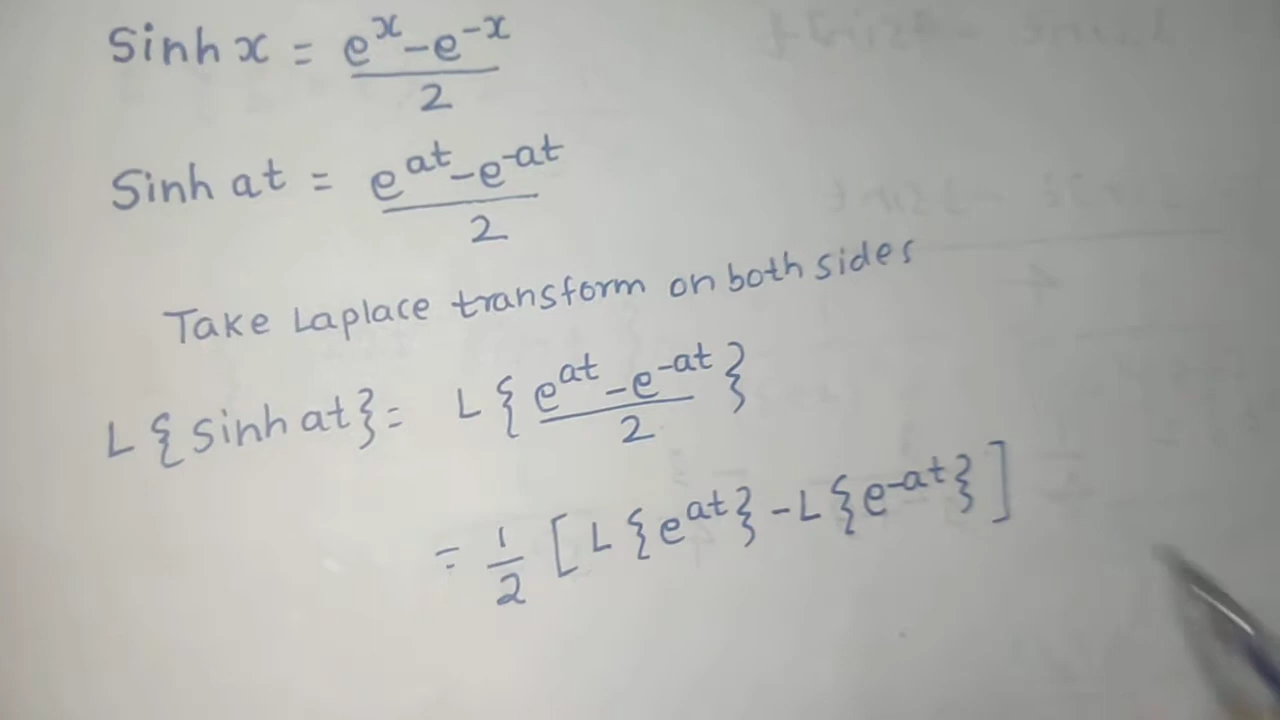 Sinh x = e^x - e^-x / 2
Sinh at = e^at - e^-at / 2
Take Laplace transform on both sides
L{sinh at} = L{e^at - e^-at / 2}
= 1/2 [L{e^at} - L{e^-at}]